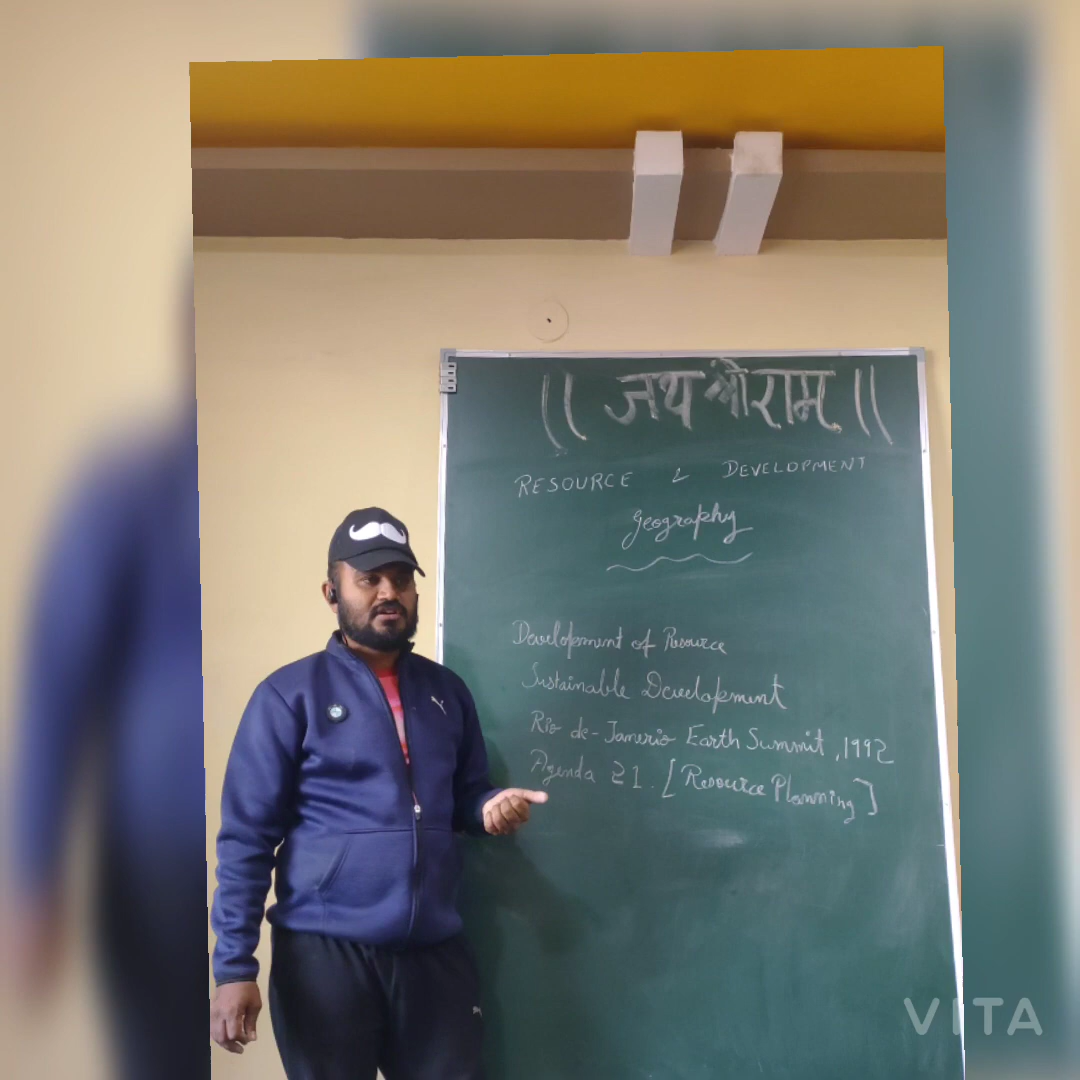 || जय श्री राम ||
RESOURCE & DEVELOPMENT
Geography
Development of Resource
Sustainable Development
Rio de-Janerio Earth Summit, 1992
Agenda 21. [Resource Planning]
VITA